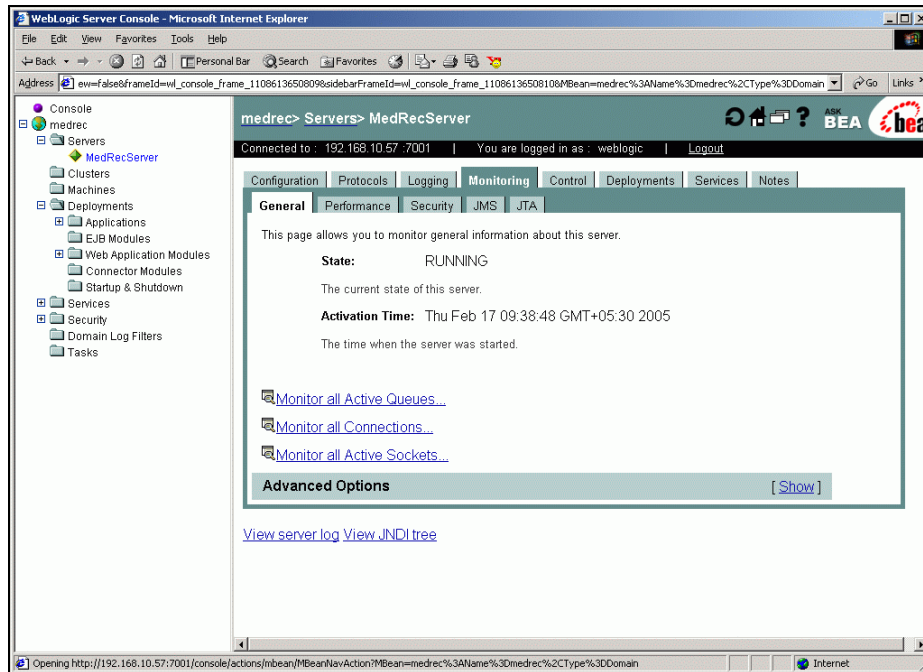 WebLogic Server Console - Microsoft Internet Explorer
File Edit View Favorites Tools Help
Back Personal Bar Search Favorites
Address ew=false&frameId=wl_console_frame_1108613650809&sidebarFrameId=wl_console_frame_1108613650810&MBean=medrec%3AName%3Dmedrec%2CType%3DDomain Go Links »
Console
medrec
Servers
MedRecServer
Clusters
Machines
Deployments
Applications
EJB Modules
Web Application Modules
Connector Modules
Startup & Shutdown
Services
Security
Domain Log Filters
Tasks
medrec> Servers> MedRecServer ? ASK BEA bea
Connected to : 192.168.10.57 :7001 | You are logged in as : weblogic | Logout
Configuration Protocols Logging Monitoring Control Deployments Services Notes
General Performance Security JMS JTA
This page allows you to monitor general information about this server.
State: RUNNING
The current state of this server.
Activation Time: Thu Feb 17 09:38:48 GMT+05:30 2005
The time when the server was started.
Monitor all Active Queues...
Monitor all Connections...
Monitor all Active Sockets...
Advanced Options [ Show ]
View server log View JNDI tree
Opening http://192.168.10.57:7001/console/actions/mbean/MBeanNavAction?MBean=medrec%3AName%3Dmedrec%2CType%3DDomain Internet